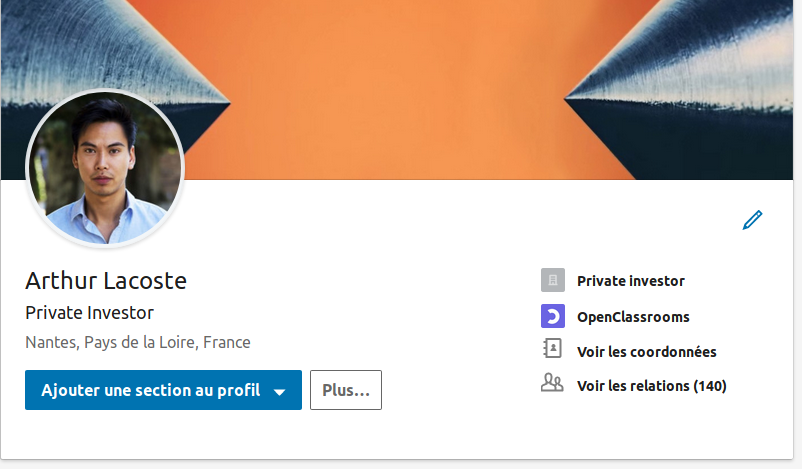 Arthur Lacoste
Private Investor
Nantes, Pays de la Loire, France
Ajouter une section au profil
Plus...
Private investor
OpenClassrooms
Voir les coordonnées
Voir les relations (140)